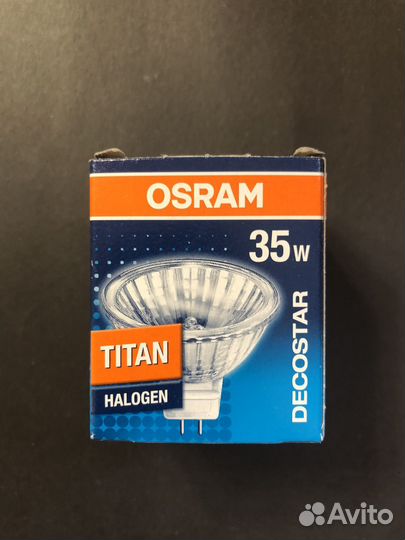 OSRAM
35W
TITAN
HALOGEN
DECOSTAR
Avito